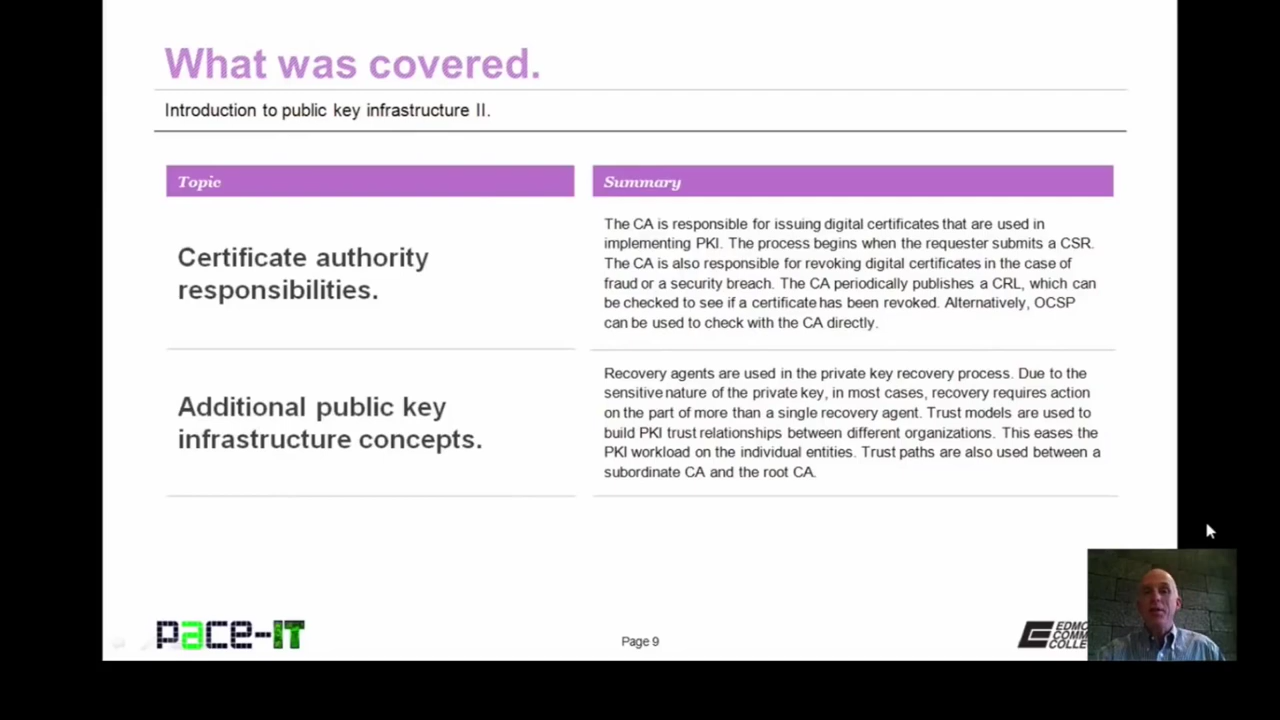 What was covered.
Introduction to public key infrastructure II.
Topic
Summary
Certificate authority
responsibilities.
The CA is responsible for issuing digital certificates that are used in
implementing PKI. The process begins when the requester submits a CSR.
The CA is also responsible for revoking digital certificates in the case of
fraud or a security breach. The CA periodically publishes a CRL, which can
be checked to see if a certificate has been revoked. Alternatively, OCSP
can be used to check with the CA directly.
Additional public key
infrastructure concepts.
Recovery agents are used in the private key recovery process. Due to the
sensitive nature of the private key, in most cases, recovery requires action
on the part of more than a single recovery agent. Trust models are used to
build PKI trust relationships between different organizations. This eases the
PKI workload on the individual entities. Trust paths are also used between a
subordinate CA and the root CA.
pace-IT
Page 9
EDMO
COMM
COLLE